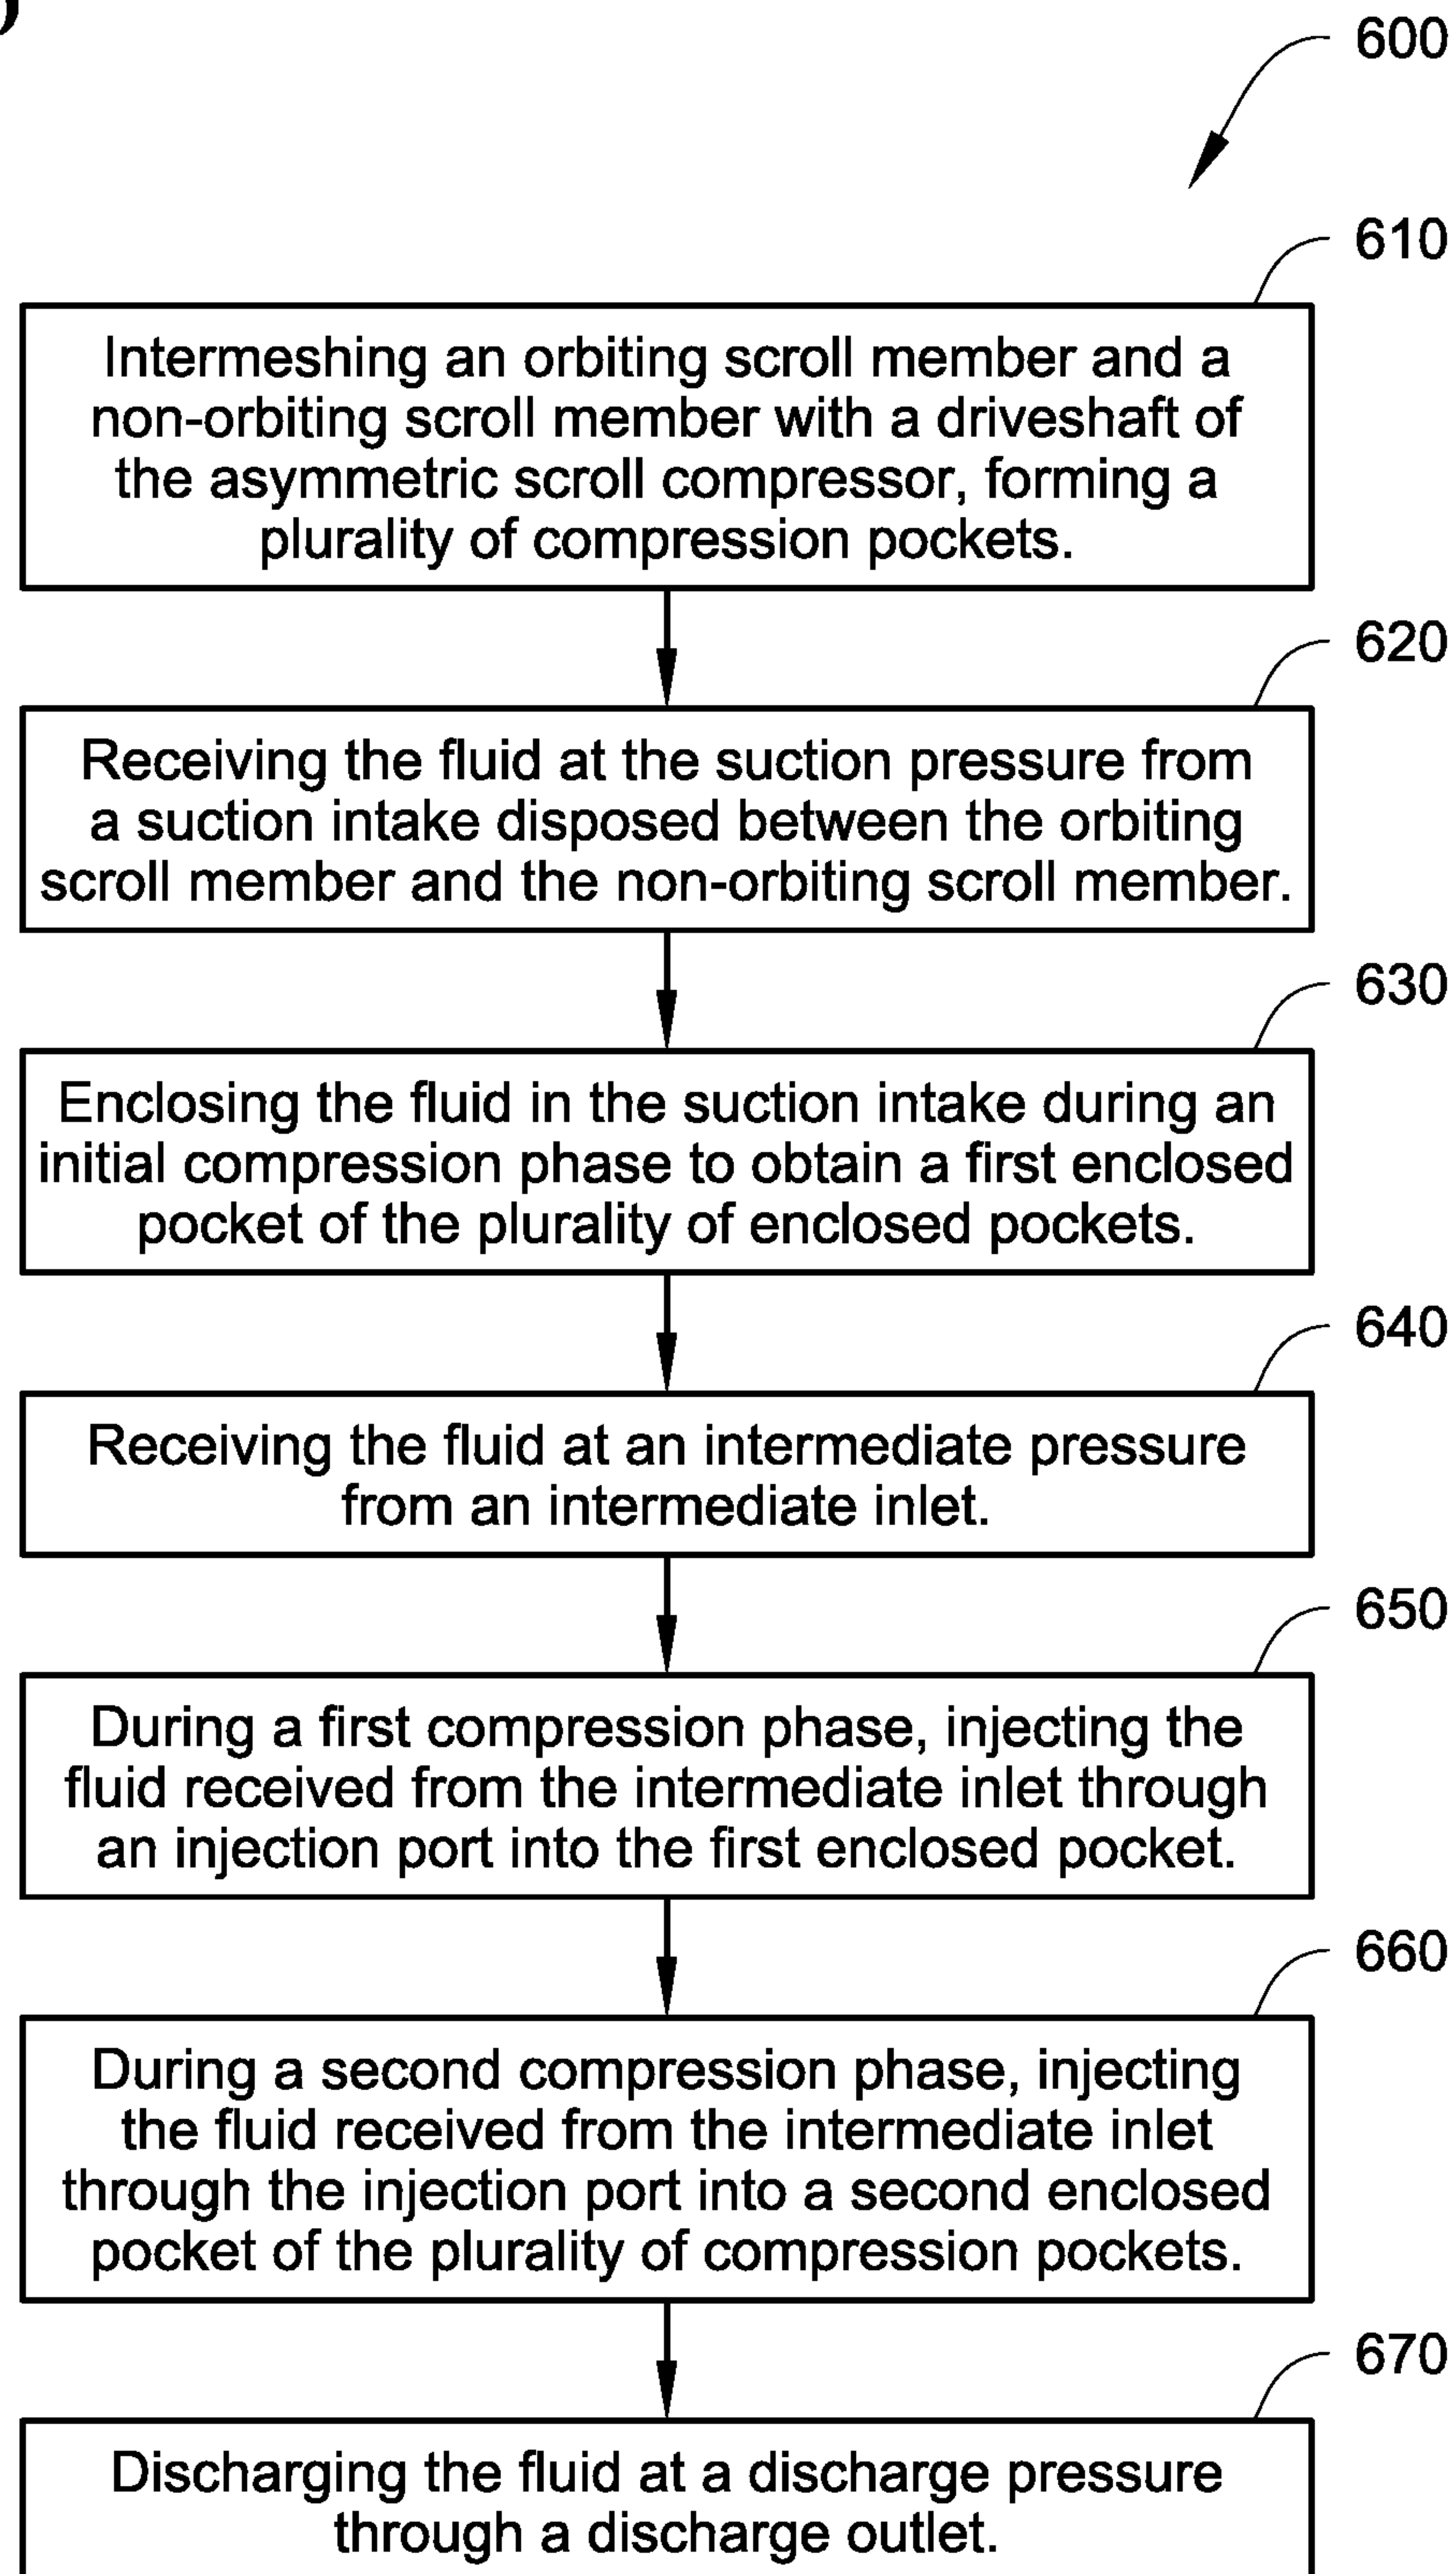 600
610
Intermeshing an orbiting scroll member and a
non-orbiting scroll member with a driveshaft of
the asymmetric scroll compressor, forming a
plurality of compression pockets.
620
Receiving the fluid at the suction pressure from
a suction intake disposed between the orbiting
scroll member and the non-orbiting scroll member.
630
Enclosing the fluid in the suction intake during an
initial compression phase to obtain a first enclosed
pocket of the plurality of enclosed pockets.
640
Receiving the fluid at an intermediate pressure
from an intermediate inlet.
650
During a first compression phase, injecting the
fluid received from the intermediate inlet through
an injection port into the first enclosed pocket.
660
During a second compression phase, injecting
the fluid received from the intermediate inlet
through the injection port into a second enclosed
pocket of the plurality of compression pockets.
670
Discharging the fluid at a discharge pressure
through a discharge outlet.